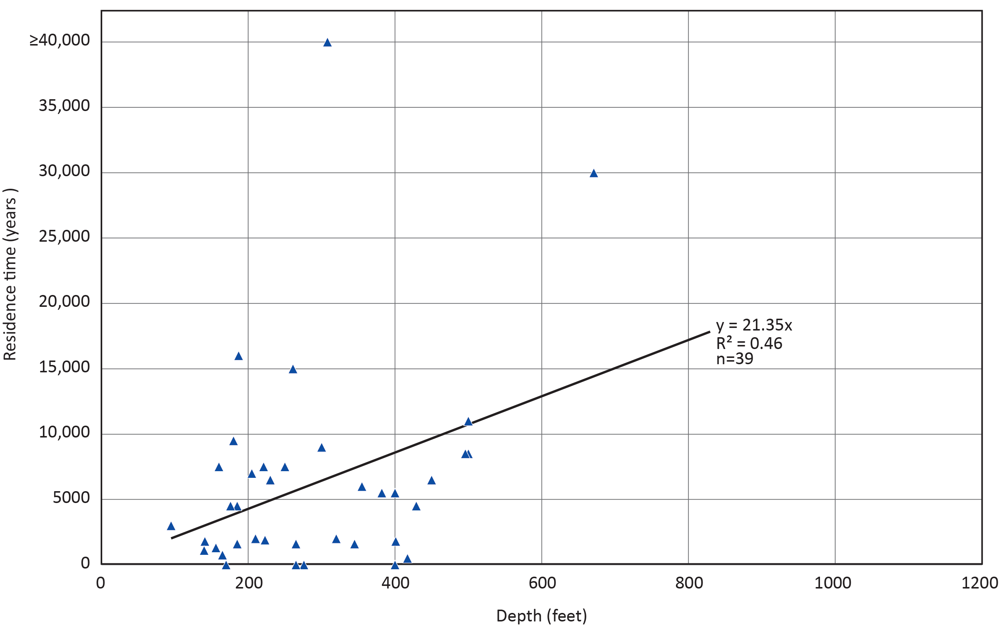 ≥40,000
35,000
30,000
25,000
20,000
15,000
10,000
5000
0
Residence time (years )
y = 21.35x
R² = 0.46
n=39
0 200 400 600 800 1000 1200
Depth (feet)